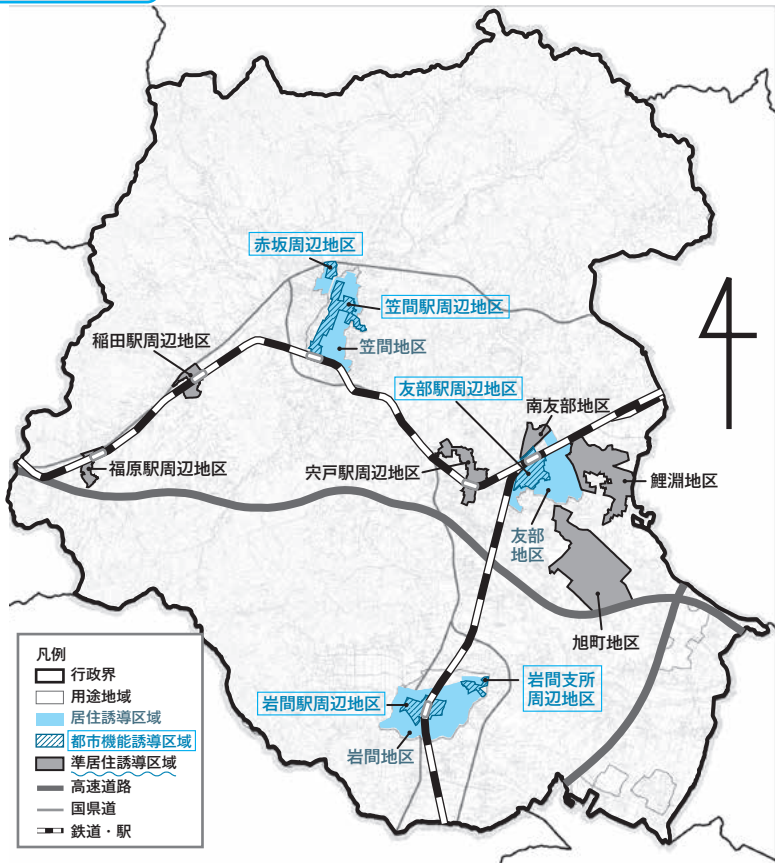 赤坂周辺地区
笠間駅周辺地区
稲田駅周辺地区
笠間地区
友部駅周辺地区
南友部地区
福原駅周辺地区
宍戸駅周辺地区
鯉淵地区
友部
地区
旭町地区
岩間支所
周辺地区
岩間駅周辺地区
岩間地区
凡例
行政界
用途地域
居住誘導区域
都市機能誘導区域
準居住誘導区域
高速道路
国県道
鉄道・駅